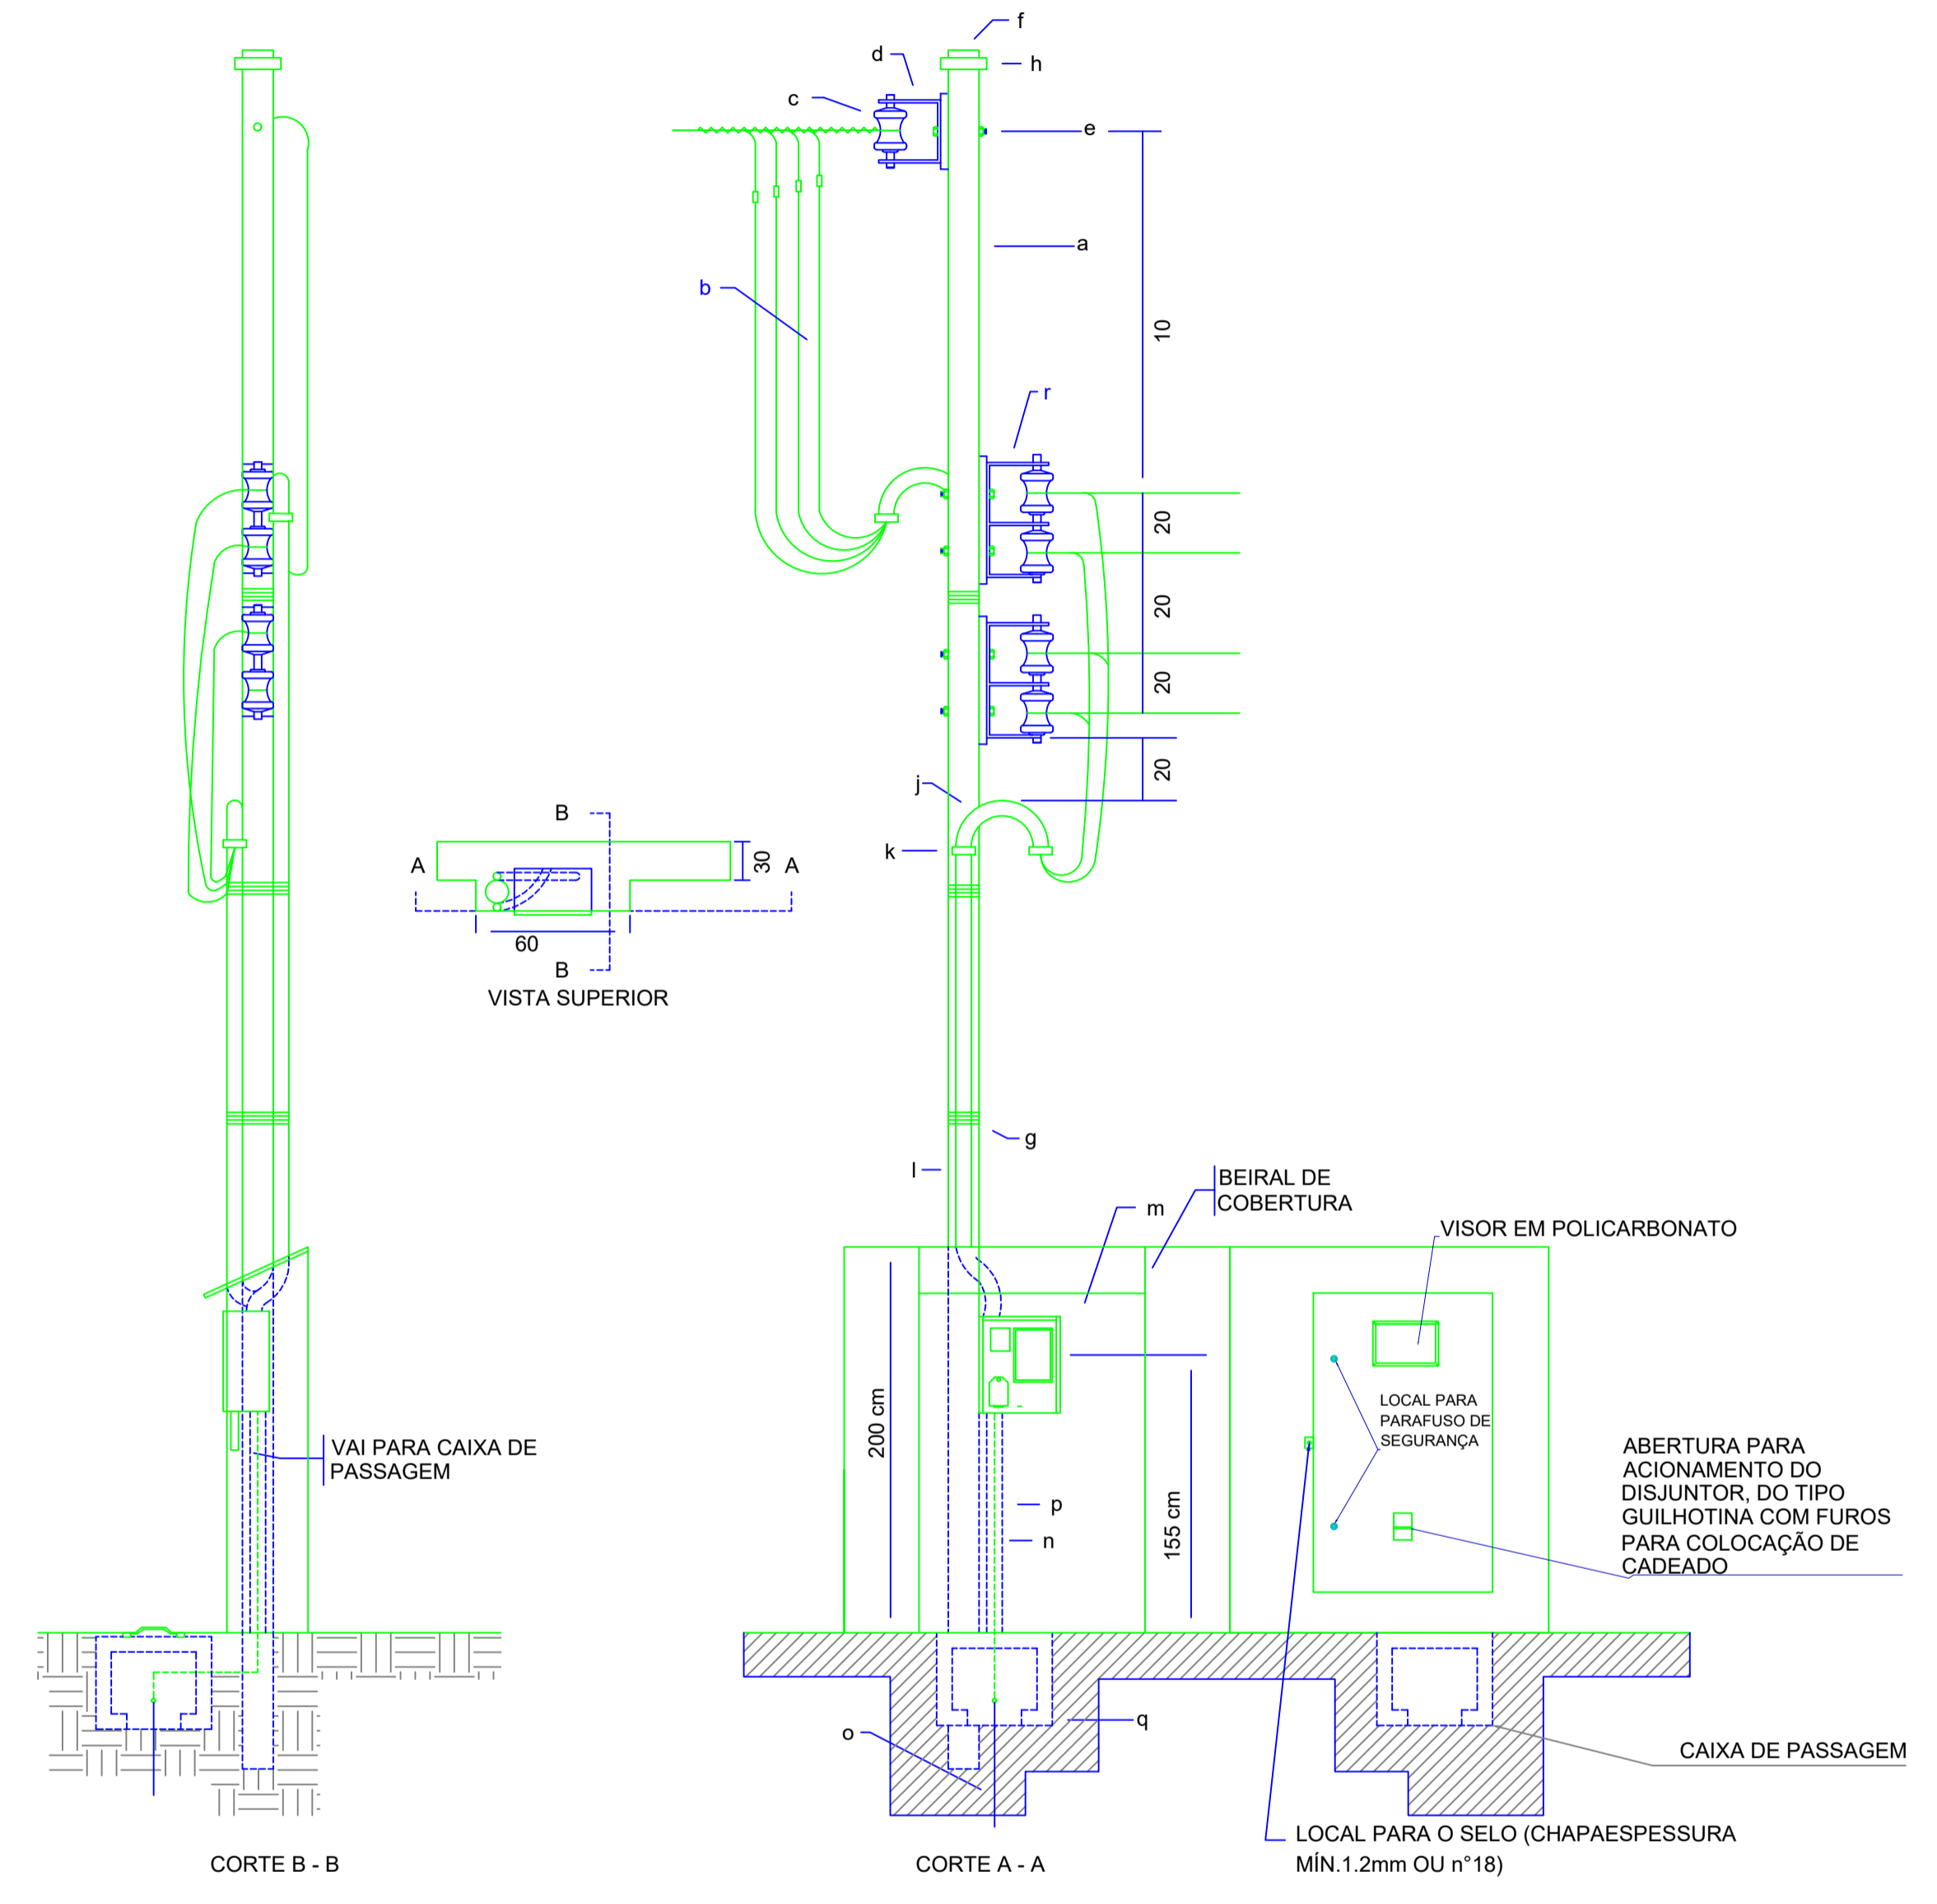 f
d
h
c
e
a
b
10
r
20
20
20
20
j
k
B
A
30
A
60
B
VISTA SUPERIOR
g
l
BEIRAL DE
COBERTURA
m
VISOR EM POLICARBONATO
200 cm
LOCAL PARA
PARAFUSO DE
SEGURANÇA
VAI PARA CAIXA DE
PASSAGEM
155 cm
p
n
ABERTURA PARA
ACIONAMENTO DO
DISJUNTOR, DO TIPO
GUILHOTINA COM FUROS
PARA COLOCAÇÃO DE
CADEADO
o
q
CAIXA DE PASSAGEM
LOCAL PARA O SELO (CHAPAESPESSURA
MÍN.1.2mm OU n°18)
CORTE B - B
CORTE A - A